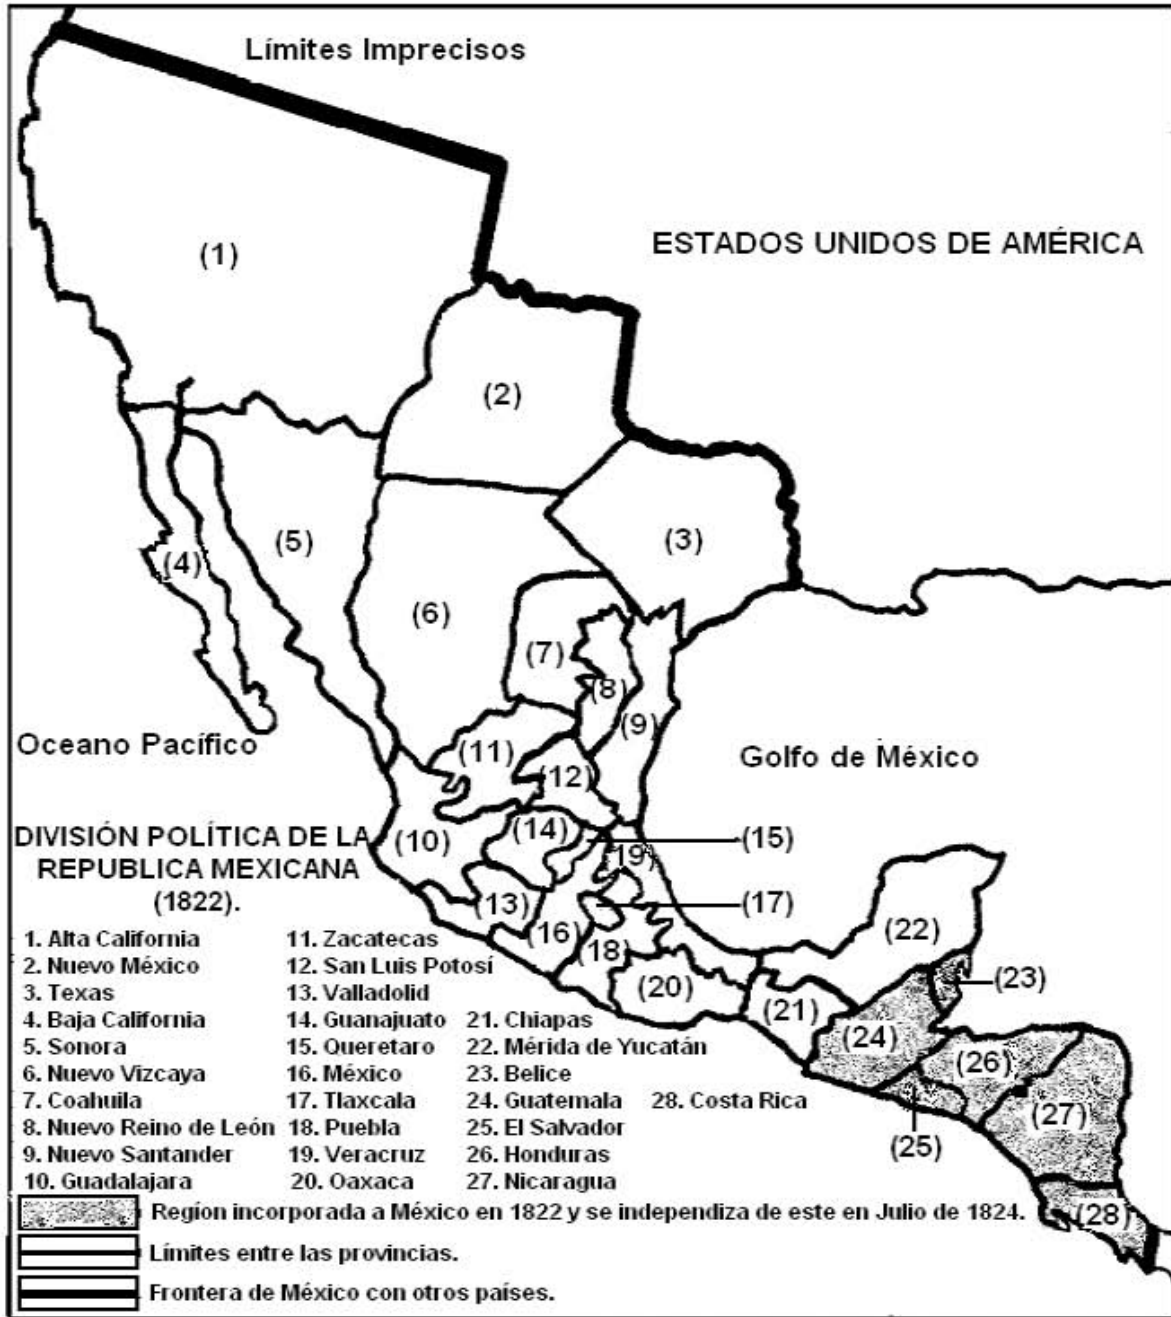 Límites Imprecisos
ESTADOS UNIDOS DE AMÉRICA
(1)
(2)
(3)
(4)
(5)
(6)
(7)
(8)
(9)
Oceano Pacífico
Golfo de México
(11)
(12)
(10)
(14)
(15)
19
(13)
(17)
(16)
(18)
(20)
(21)
(22)
(23)
(24)
(26)
(25)
(27)
(28)
DIVISIÓN POLÍTICA DE LA
REPUBLICA MEXICANA
(1822).
1. Alta California
2. Nuevo México
3. Texas
4. Baja California
5. Sonora
6. Nuevo Vizcaya
7. Coahuila
8. Nuevo Reino de León
9. Nuevo Santander
10. Guadalajara
11. Zacatecas
12. San Luis Potosí
13. Valladolid
14. Guanajuato
15. Queretaro
16. México
17. Tlaxcala
18. Puebla
19. Veracruz
20. Oaxaca
21. Chiapas
22. Mérida de Yucatán
23. Belice
24. Guatemala
25. El Salvador
26. Honduras
27. Nicaragua
28. Costa Rica
Region incorporada a México en 1822 y se independiza de este en Julio de 1824.
Límites entre las provincias.
Frontera de México con otros países.